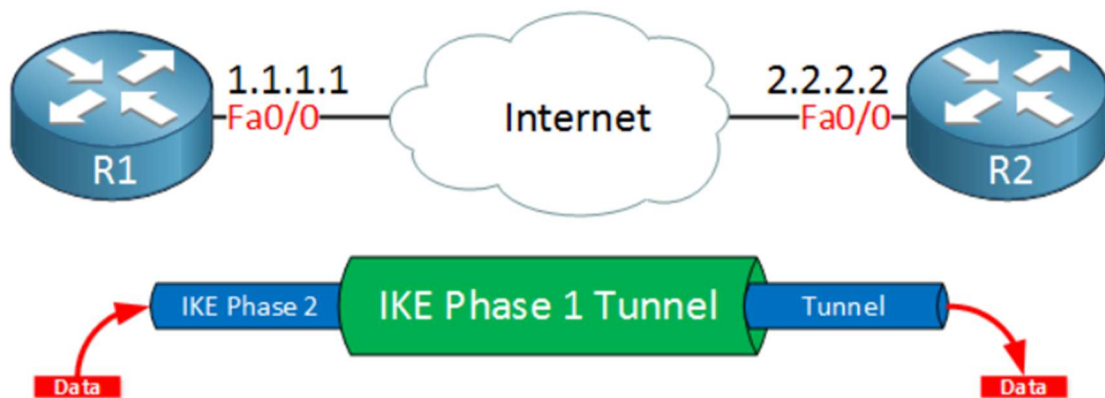 1.1.1.1
Fa0/0
R1
Internet
2.2.2.2
Fa0/0
R2
IKE Phase 2
IKE Phase 1 Tunnel
Tunnel
Data
Data